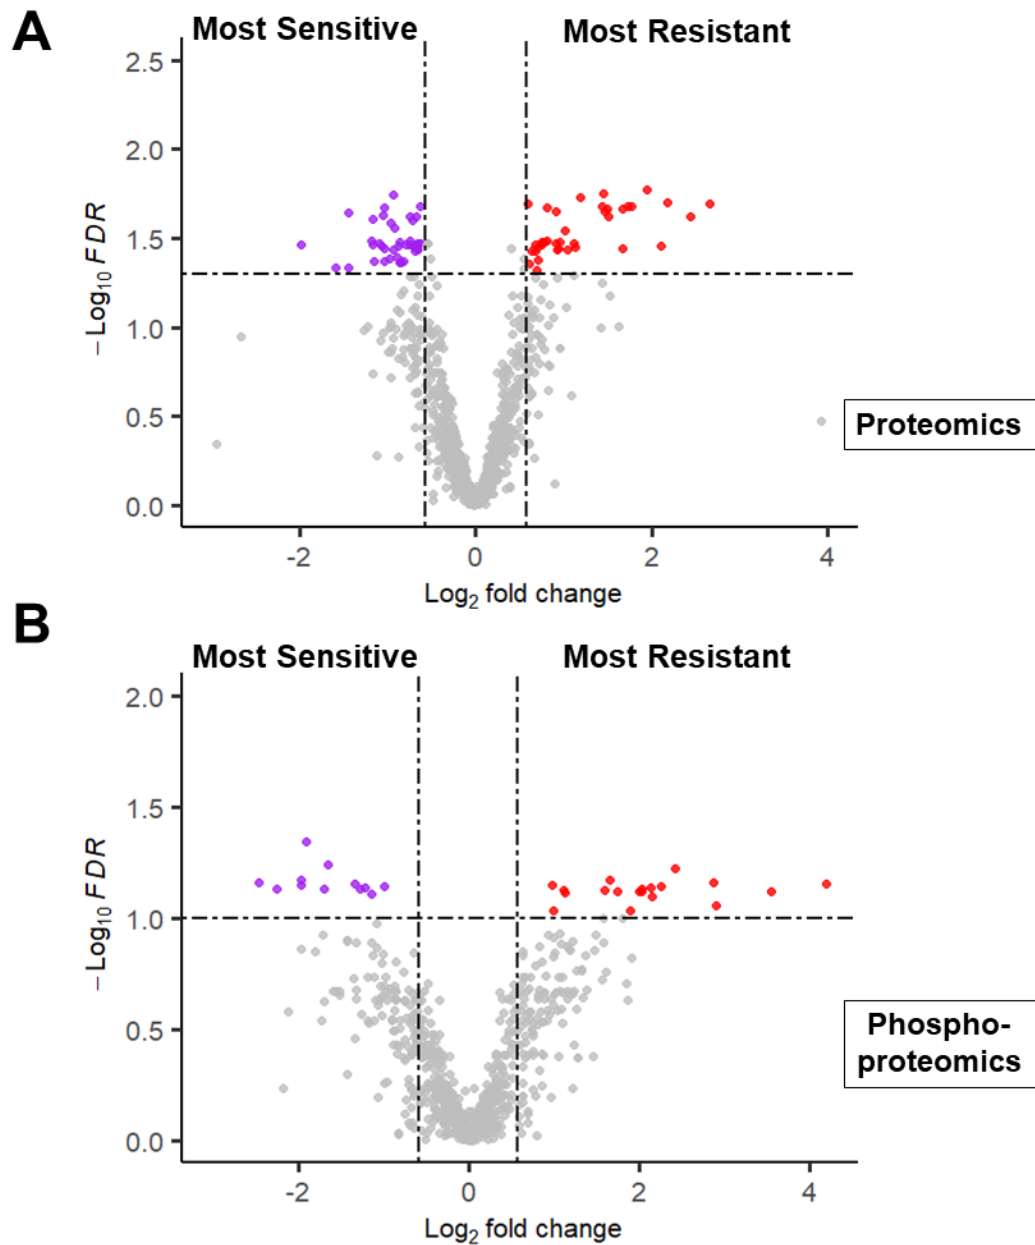 A
Most Sensitive Most Resistant
2.5
2.0
1.5
1.0
0.5
0.0
−Log10 FDR
Proteomics
-2 0 2 4
Log2 fold change
B
Most Sensitive Most Resistant
2.0
1.5
1.0
0.5
0.0
−Log10 FDR
Phospho-
proteomics
-2 0 2 4
Log2 fold change